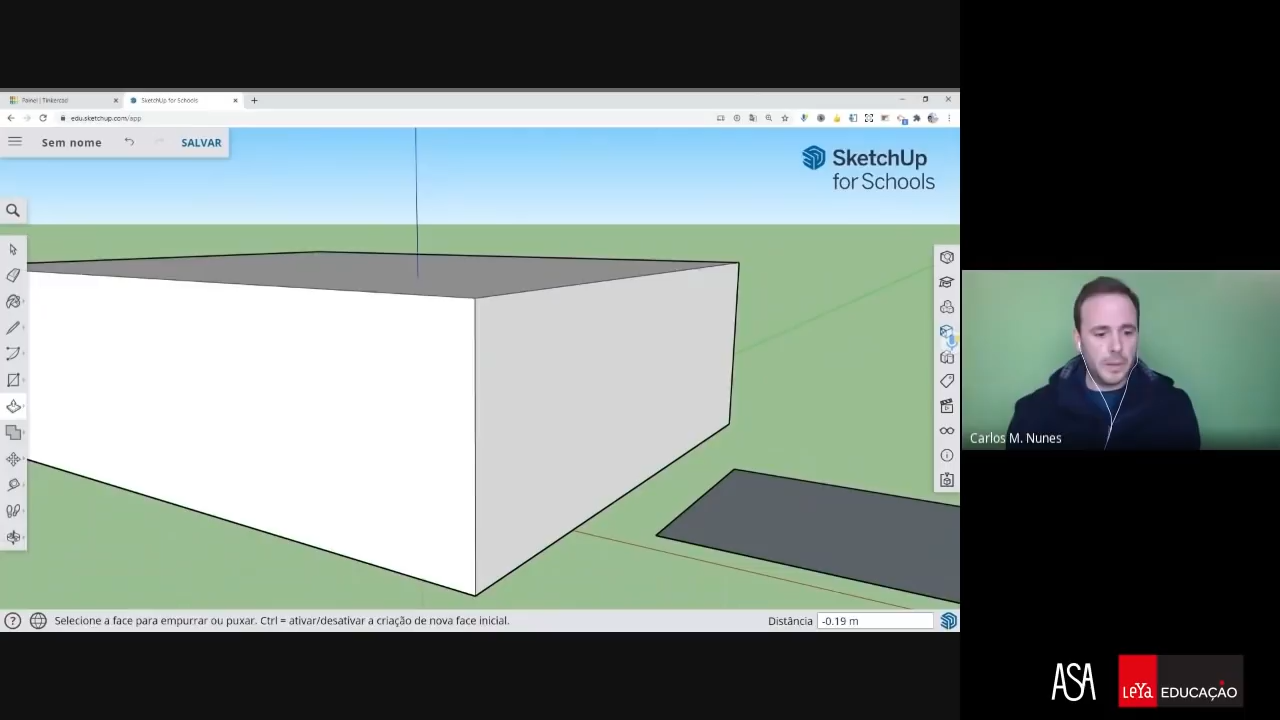 Painel | Tinkercad
SketchUp for Schools
edu.sketchup.com/app
Sem nome
SALVAR
SketchUp
for Schools
Carlos M. Nunes
Selecione a face para empurrar ou puxar. Ctrl = ativar/desativar a criação de nova face inicial.
Distância
-0.19 m
ASA
LeYa EDUCAÇÃO